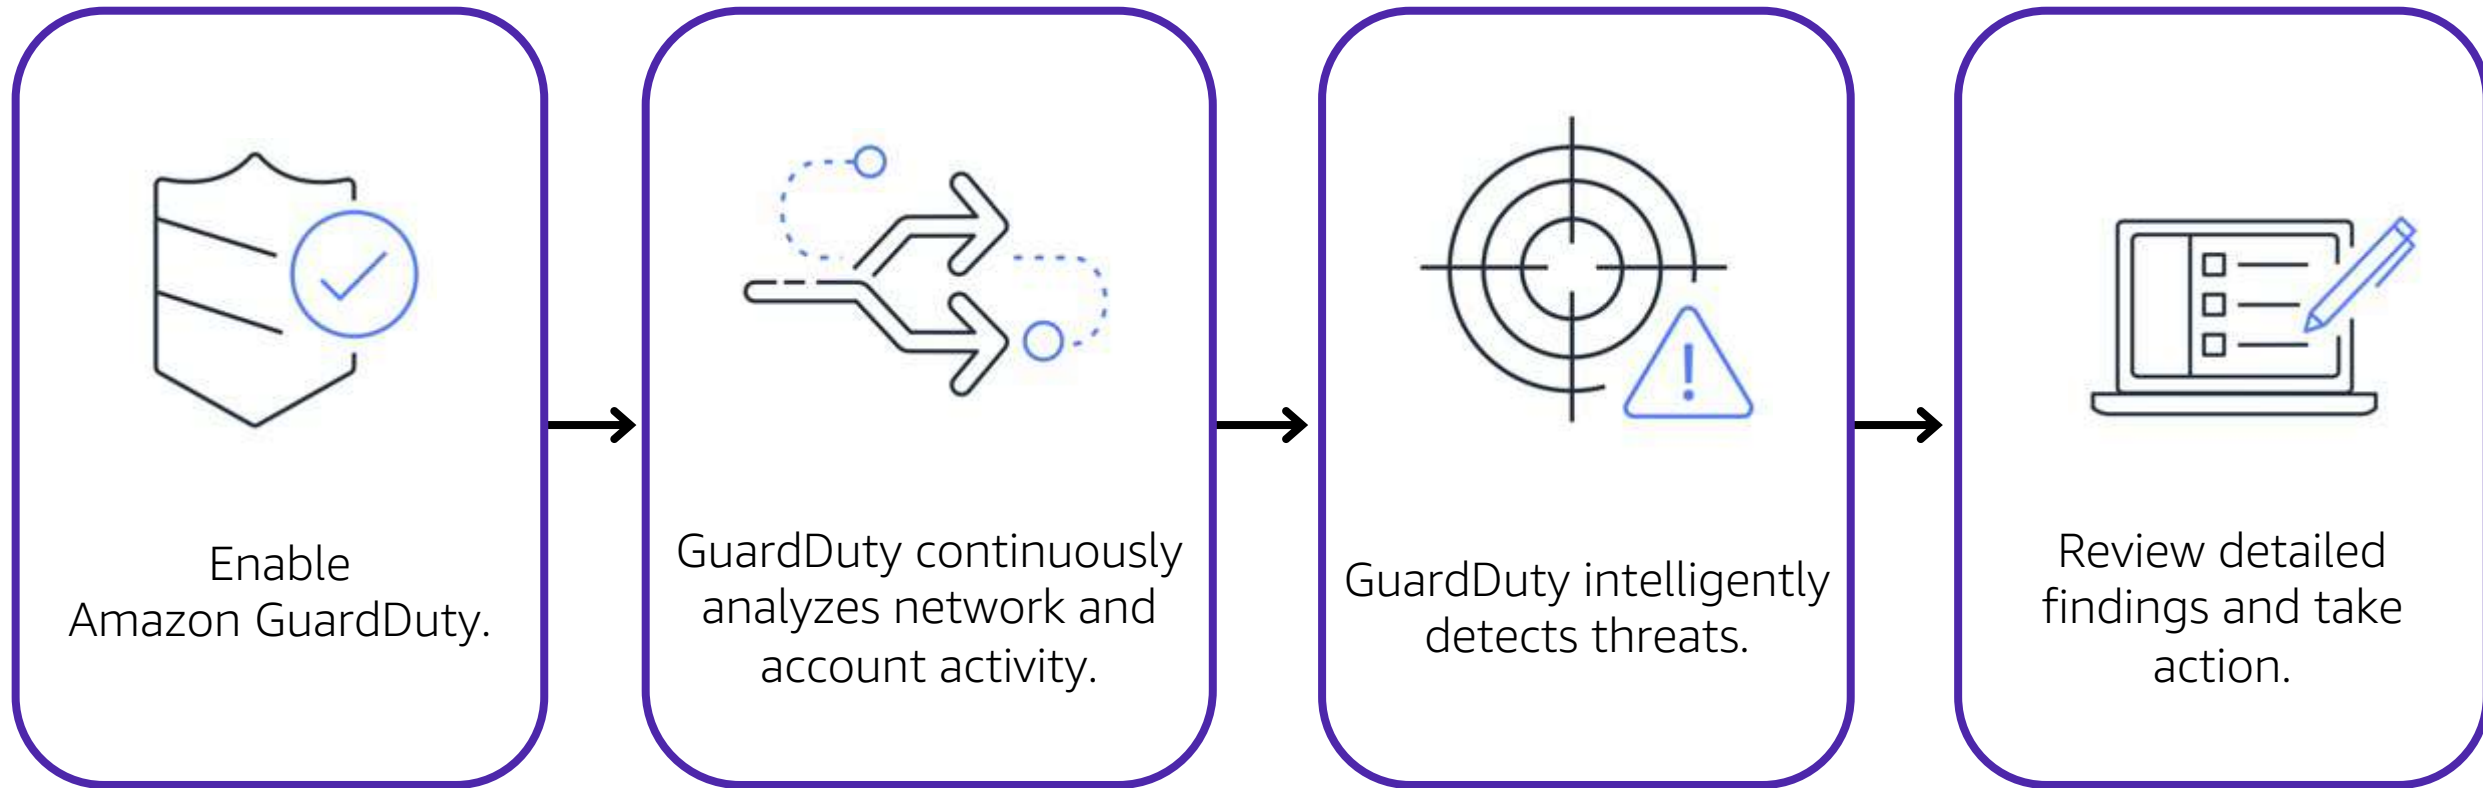 Enable
Amazon GuardDuty.
GuardDuty continuously
analyzes network and
account activity.
GuardDuty intelligently
detects threats.
Review detailed
findings and take
action.